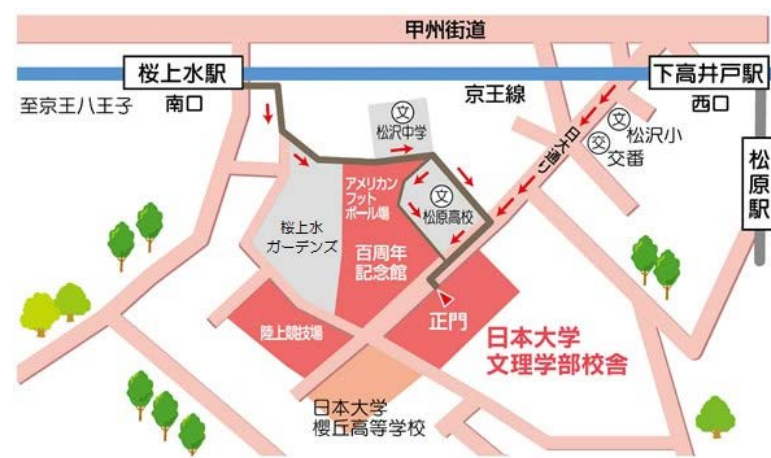 甲州街道
桜上水駅
南口
至京王八王子
京王線
下高井戸駅
西口
文
松沢中学
文
松沢小
交
交番
日大通り
松原駅
アメリカン
フット
ボール場
文
松原高校
桜上水
ガーデンズ
百周年
記念館
正門
陸上競技場
日本大学
文理学部校舎
日本大学
櫻丘高等学校